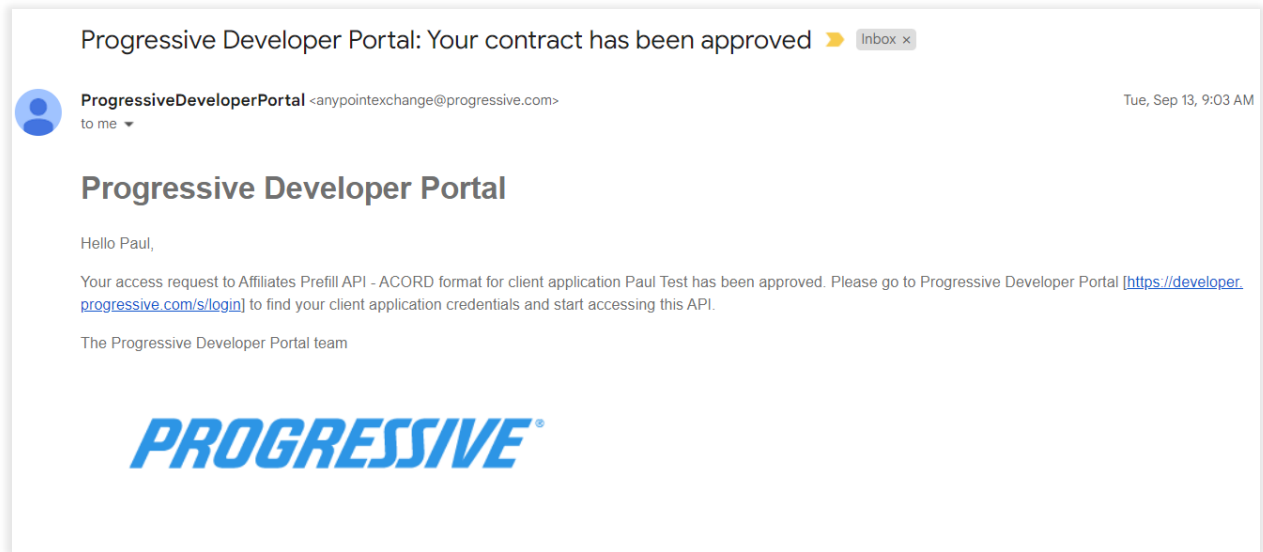 Progressive Developer Portal: Your contract has been approved
Inbox ×
ProgressiveDeveloperPortal <anypointexchange@progressive.com>
Tue, Sep 13, 9:03 AM
to me
Progressive Developer Portal
Hello Paul,
Your access request to Affiliates Prefill API - ACORD format for client application Paul Test has been approved. Please go to Progressive Developer Portal [https://developer.
progressive.com/s/login] to find your client application credentials and start accessing this API.
The Progressive Developer Portal team
PROGRESSIVE®